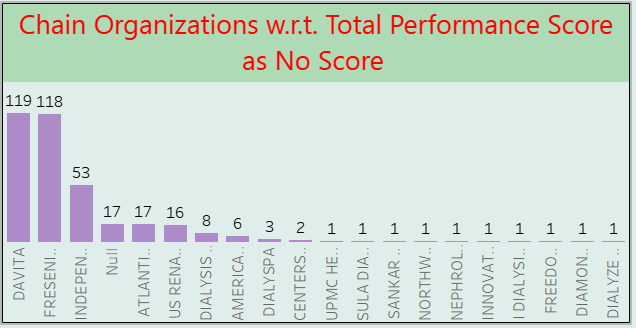 Chain Organizations w.r.t. Total Performance Score
as No Score
119 118 53 17 17 16 8 6 3 2 1 1 1 1 1 1 1 1 1 1
DAVITA
FRESENI..
INDEPEN..
Null
ATLANTI..
US RENA..
DIALYSIS ..
AMERICA..
DIALYSPA
CENTERS..
UPMC HE..
SULA DIA..
SANKAR ..
NORTHW..
NEPHROL..
INNOVAT..
I DIALYSI..
FREEDO..
DIAMON..
DIALYZE ..